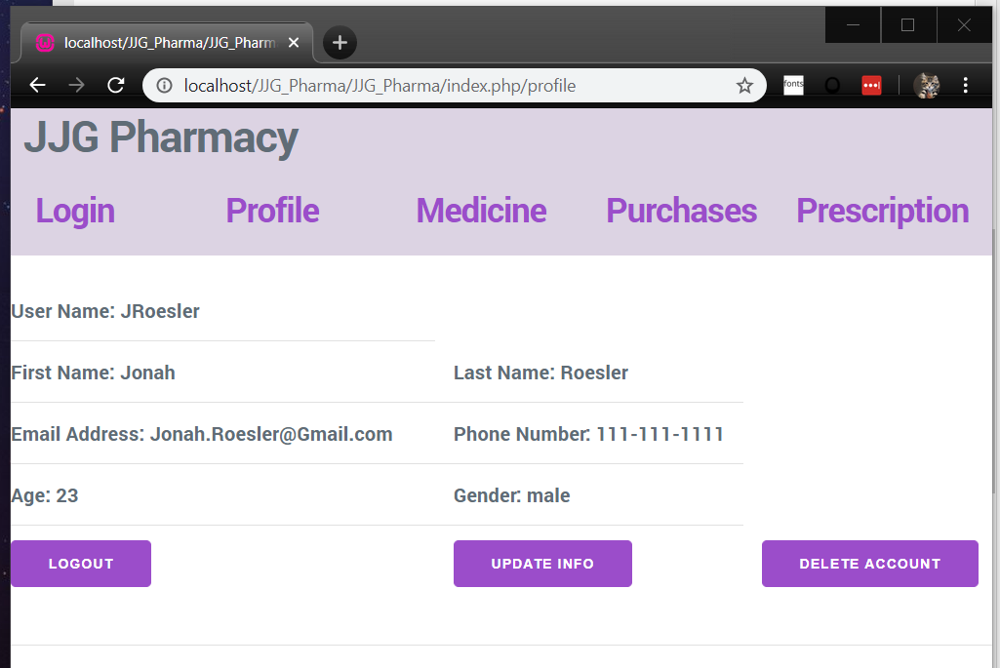 localhost/JJG_Pharma/JJG_Pharm
localhost/JJG_Pharma/JJG_Pharma/index.php/profile
fonts
JJG Pharmacy
Login Profile Medicine Purchases Prescription
User Name: JRoesler
First Name: Jonah Last Name: Roesler
Email Address: Jonah.Roesler@Gmail.com Phone Number: 111-111-1111
Age: 23 Gender: male
LOGOUT UPDATE INFO DELETE ACCOUNT